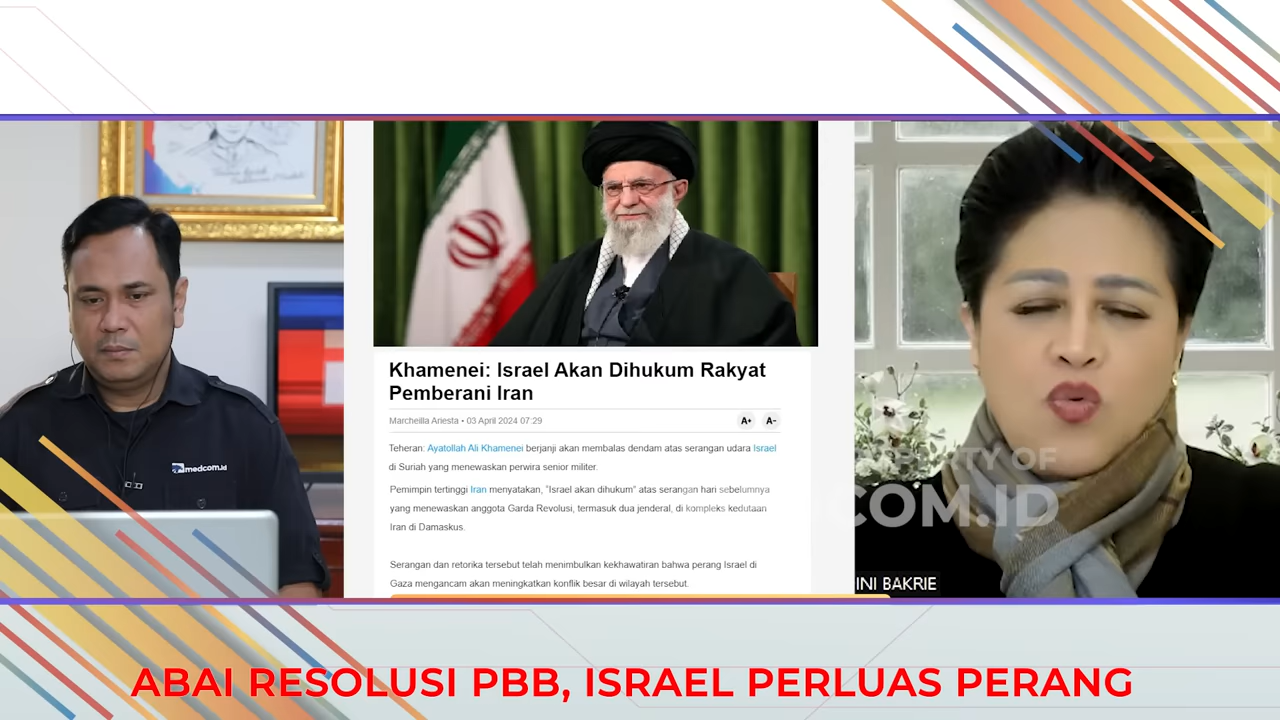 medcom.id
Khamenei: Israel Akan Dihukum Rakyat
Pemberani Iran
Marcheilla Ariesta • 03 April 2024 07:29
A+ A-
Teheran: Ayatollah Ali Khamenei berjanji akan membalas dendam atas serangan udara Israel
di Suriah yang menewaskan perwira senior militer.
Pemimpin tertinggi Iran menyatakan, "Israel akan dihukum" atas serangan hari sebelumnya
yang menewaskan anggota Garda Revolusi, termasuk dua jenderal, di kompleks kedutaan
Iran di Damaskus.
Serangan dan retorika tersebut telah menimbulkan kekhawatiran bahwa perang Israel di
Gaza mengancam akan meningkatkan konflik besar di wilayah tersebut.
OF
COM.ID
INI BAKRIE
ABAI RESOLUSI PBB, ISRAEL PERLUAS PERANG